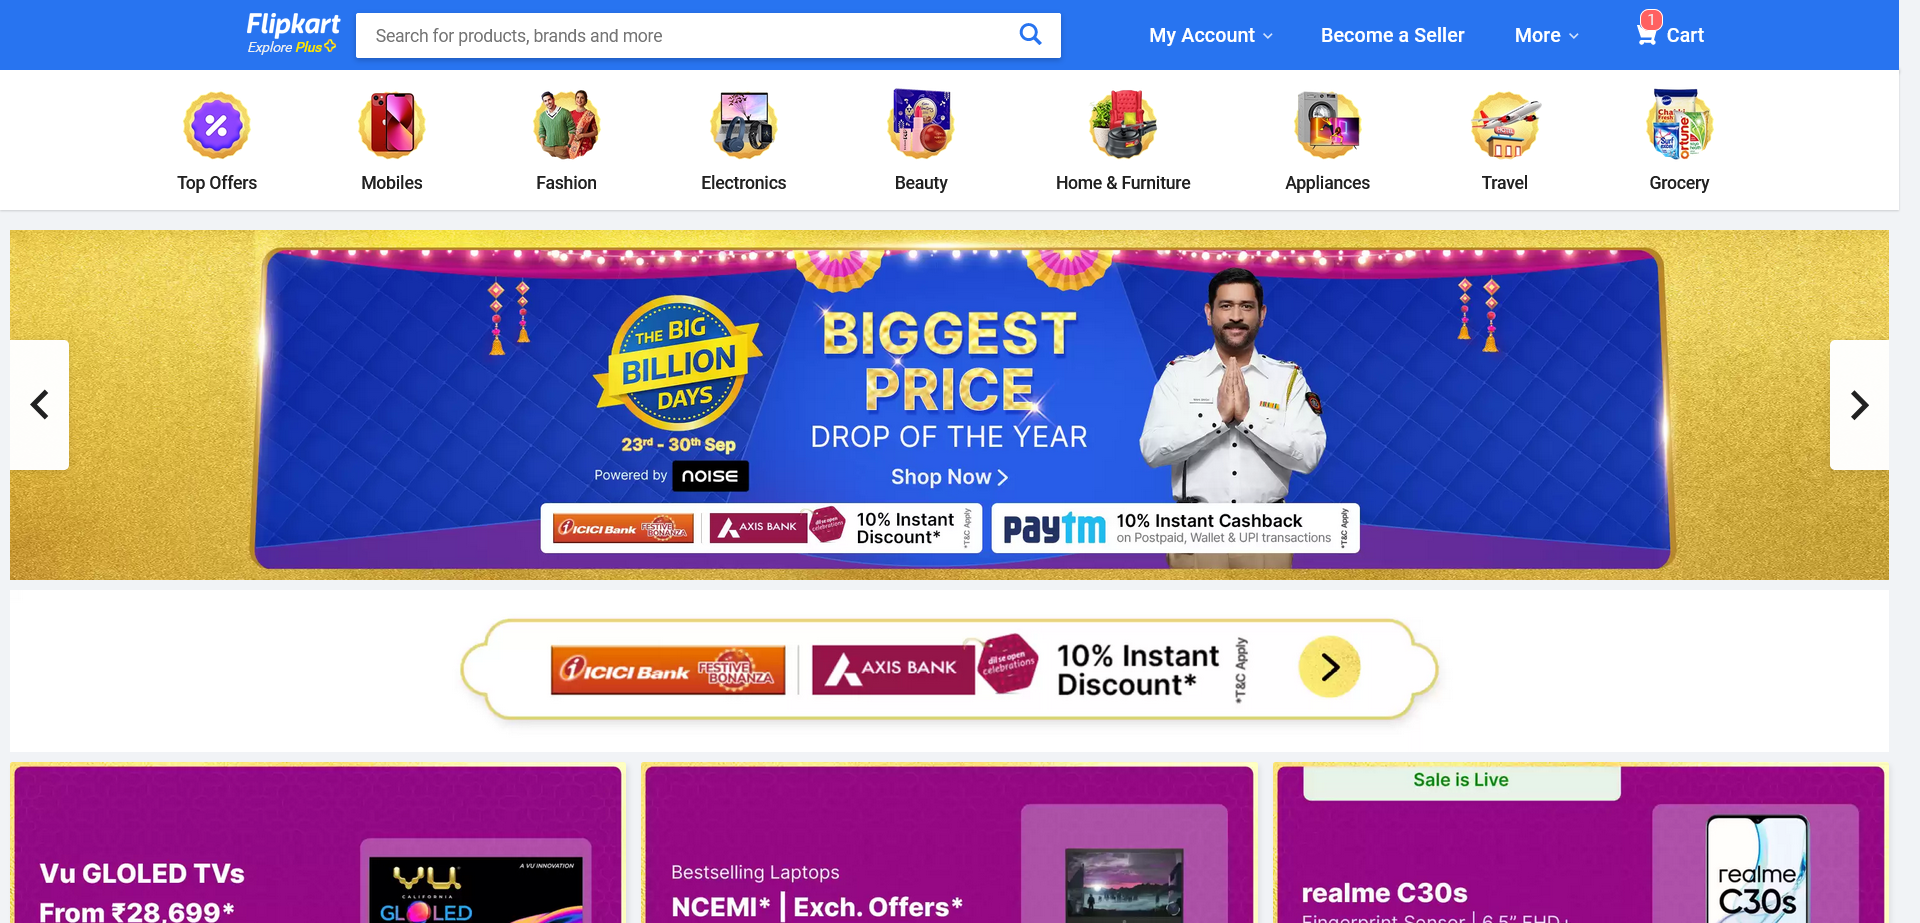 Flipkart
Explore Plus
Search for products, brands and more
My Account
Become a Seller
More
1
Cart
Top Offers
Mobiles
Fashion
Electronics
Beauty
Home & Furniture
Appliances
Travel
Grocery
THE BIG
BILLION
DAYS
23rd - 30th Sep
Powered by noise
BIGGEST
PRICE
DROP OF THE YEAR
Shop Now
ICICI Bank
FESTIVE
BONANZA
AXIS BANK
dil se open
celebrations
10% Instant
Discount*
*T&C Apply
paytm
10% Instant Cashback
on Postpaid, Wallet & UPI transactions
*T&C Apply
ICICI Bank
FESTIVE
BONANZA
AXIS BANK
dil se open
celebrations
10% Instant
Discount*
*T&C Apply
Vu GLOLED TVs
From ₹28,699*
A VU INNOVATION
VU
CALIFORNIA
GLOLED
Bestselling Laptops
NCEMI* | Exch. Offers*
Sale is Live
realme C30s
Fingerprint Sensor | 6.5” FHD+
realme
C30s